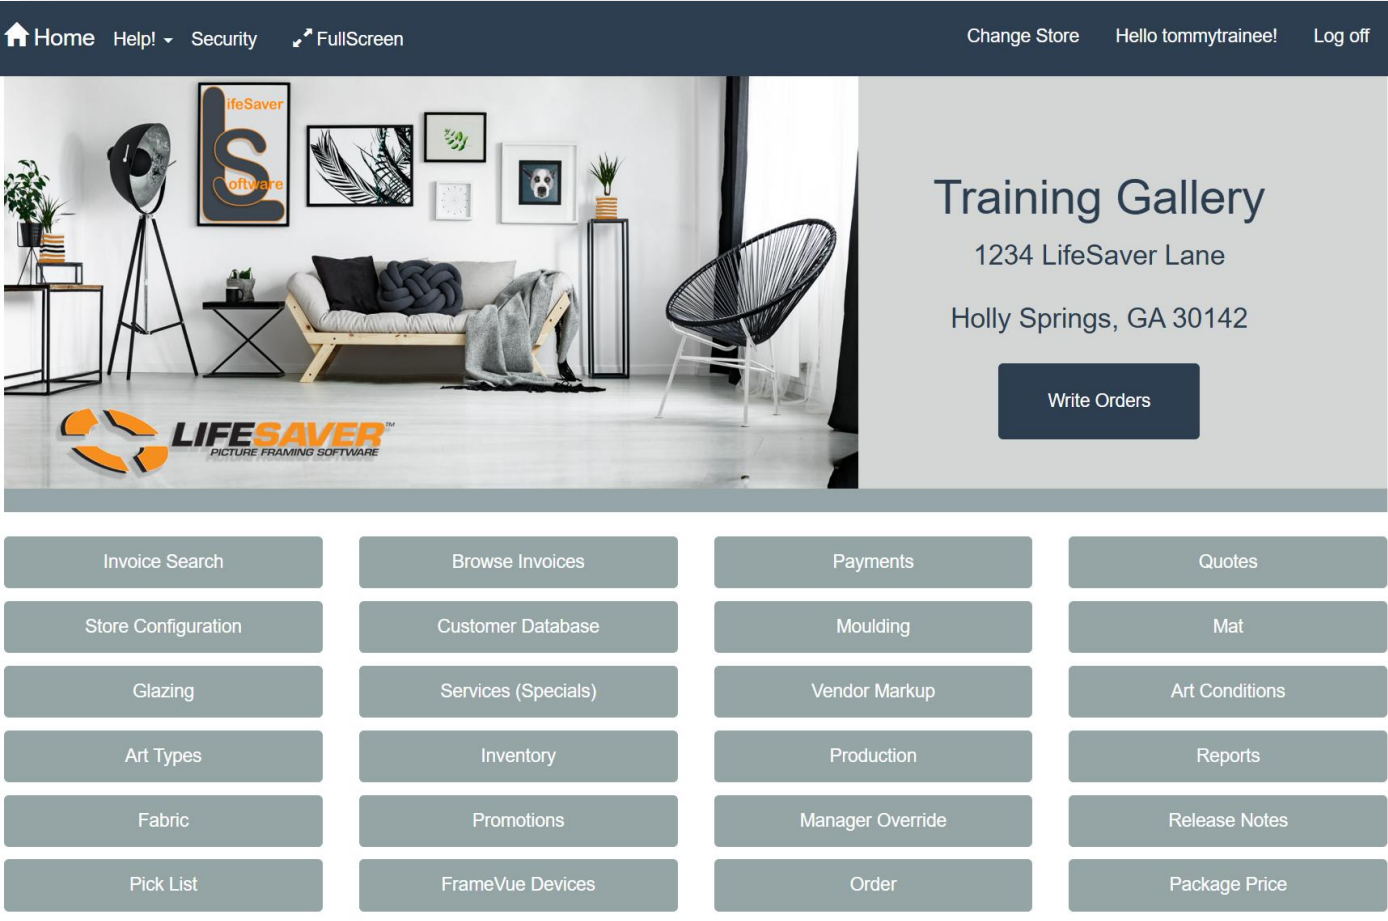 Home Help! Security FullScreen Change Store Hello tommytrainee! Log off
LifeSaver
Software
LIFESAVER™
PICTURE FRAMING SOFTWARE
Training Gallery
1234 LifeSaver Lane
Holly Springs, GA 30142
Write Orders
Invoice Search Browse Invoices Payments Quotes
Store Configuration Customer Database Moulding Mat
Glazing Services (Specials) Vendor Markup Art Conditions
Art Types Inventory Production Reports
Fabric Promotions Manager Override Release Notes
Pick List FrameVue Devices Order Package Price